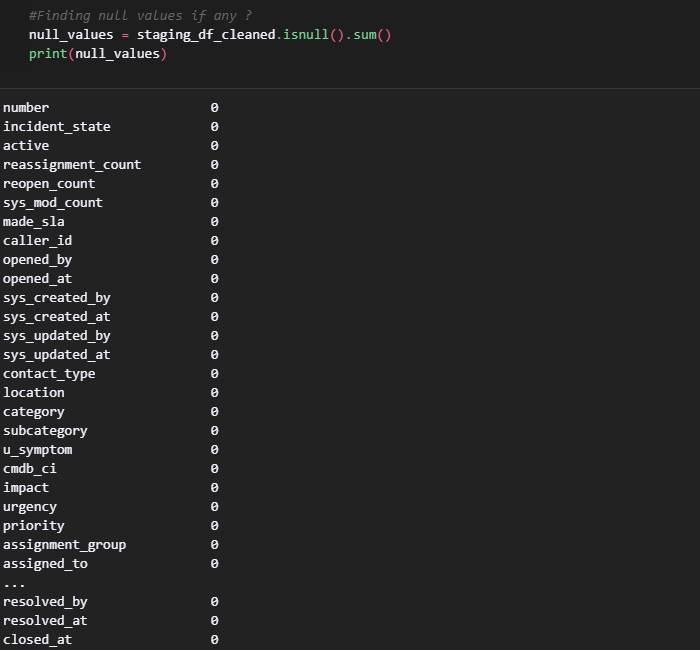 #Finding null values if any ?
null_values = staging_df_cleaned.isnull().sum()
print(null_values)
number 0
incident_state 0
active 0
reassignment_count 0
reopen_count 0
sys_mod_count 0
made_sla 0
caller_id 0
opened_by 0
opened_at 0
sys_created_by 0
sys_created_at 0
sys_updated_by 0
sys_updated_at 0
contact_type 0
location 0
category 0
subcategory 0
u_symptom 0
cmdb_ci 0
impact 0
urgency 0
priority 0
assignment_group 0
assigned_to 0
...
resolved_by 0
resolved_at 0
closed_at 0